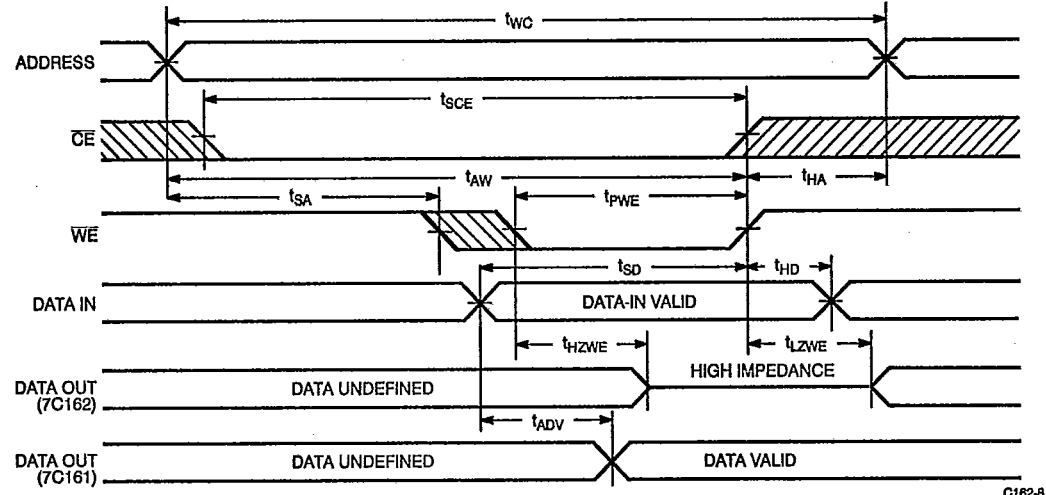 tWC
ADDRESS
tSCE
CE
tAW
tHA
tSA
tPWE
WE
tSD
tHD
DATA IN
DATA-IN VALID
tHZWE
tLZWE
HIGH IMPEDANCE
DATA OUT
(7C162)
DATA UNDEFINED
tADV
DATA OUT
(7C161)
DATA UNDEFINED
DATA VALID
C162-8